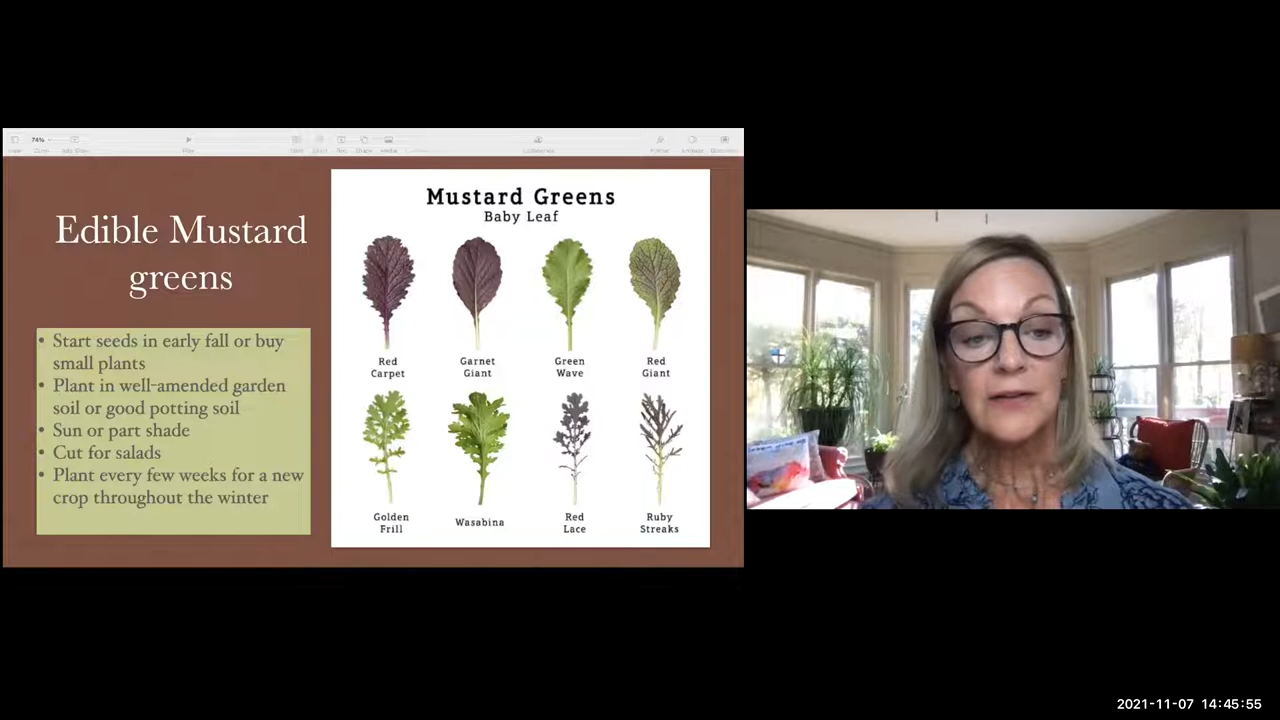 74%
Edible Mustard
greens
• Start seeds in early fall or buy
small plants
• Plant in well-amended garden
soil or good potting soil
• Sun or part shade
• Cut for salads
• Plant every few weeks for a new
crop throughout the winter
Mustard Greens
Baby Leaf
Red
Carpet
Garnet
Giant
Green
Wave
Red
Giant
Golden
Frill
Wasabina
Red
Lace
Ruby
Streaks
2021-11-07 14:45:55